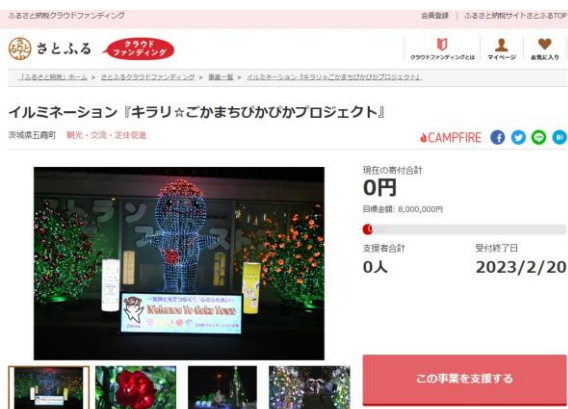 ふるさと納税クラウドファンディング
会員登録 | ふるさと納税サイトさとふるTOP
さとふる クラウドファンディング
クラウドファンディングとは マイページ お気に入り
「ふるさと納税」ホーム > さとふるクラウドファンディング > 事業一覧 > イルミネーション『キラリ☆ごかまちぴかぴかプロジェクト』
イルミネーション『キラリ☆ごかまちぴかぴかプロジェクト』
茨城県五霞町 観光・交流・定住促進
CAMPFIRE
現在の寄付合計
0円
目標金額: 8,000,000円
0
支援者合計 受付終了日
0人 2023/2/20
Welcome To Goka Town
この事業を支援する